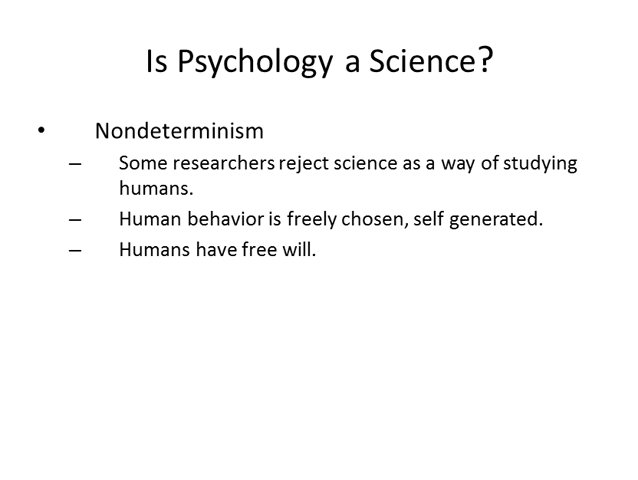 Is Psychology a Science?
• Nondeterminism
– Some researchers reject science as a way of studying
humans.
– Human behavior is freely chosen, self generated.
– Humans have free will.